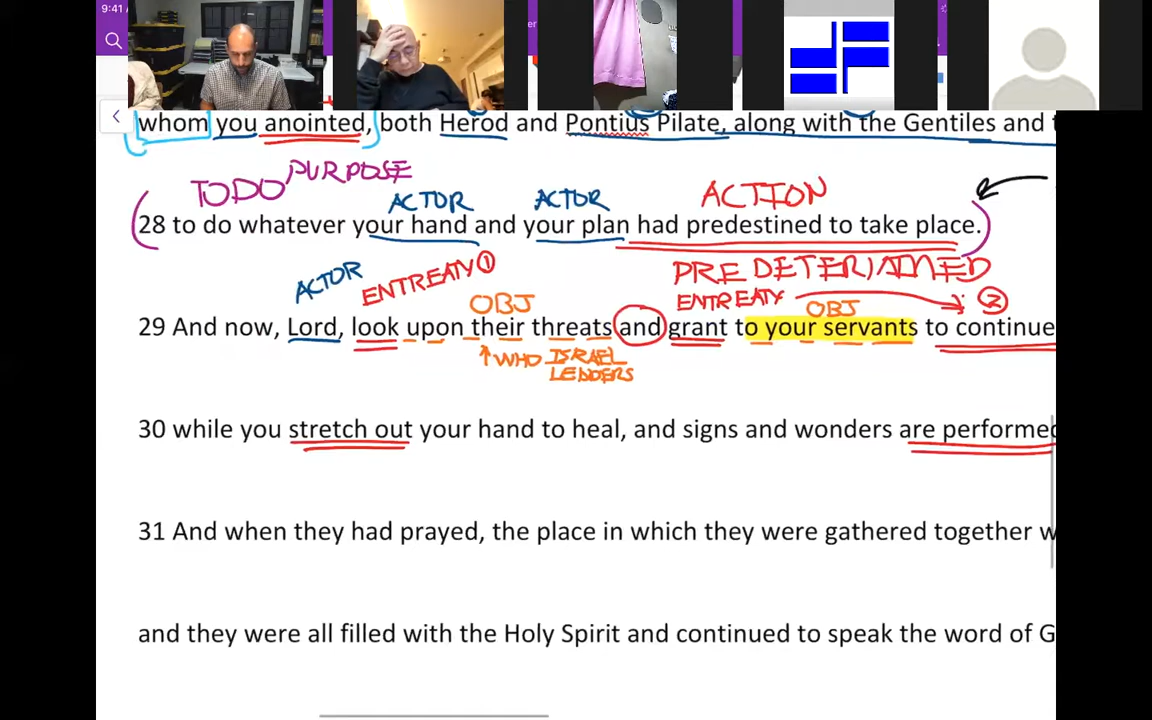 9:41
er
whom you anointed, both Herod and Pontius Pilate, along with the Gentiles and
TODO PURPOSE
ACTOR ACTOR ACTION
28 to do whatever your hand and your plan had predestined to take place.
PREDETERIAMNED
ACTOR ENTREATY 1 OBJ ENTREATY OBJ 2
29 And now, Lord, look upon their threats and grant to your servants to continue
WHO ISRAEL
LEADERS
30 while you stretch out your hand to heal, and signs and wonders are performed
31 And when they had prayed, the place in which they were gathered together w
and they were all filled with the Holy Spirit and continued to speak the word of G